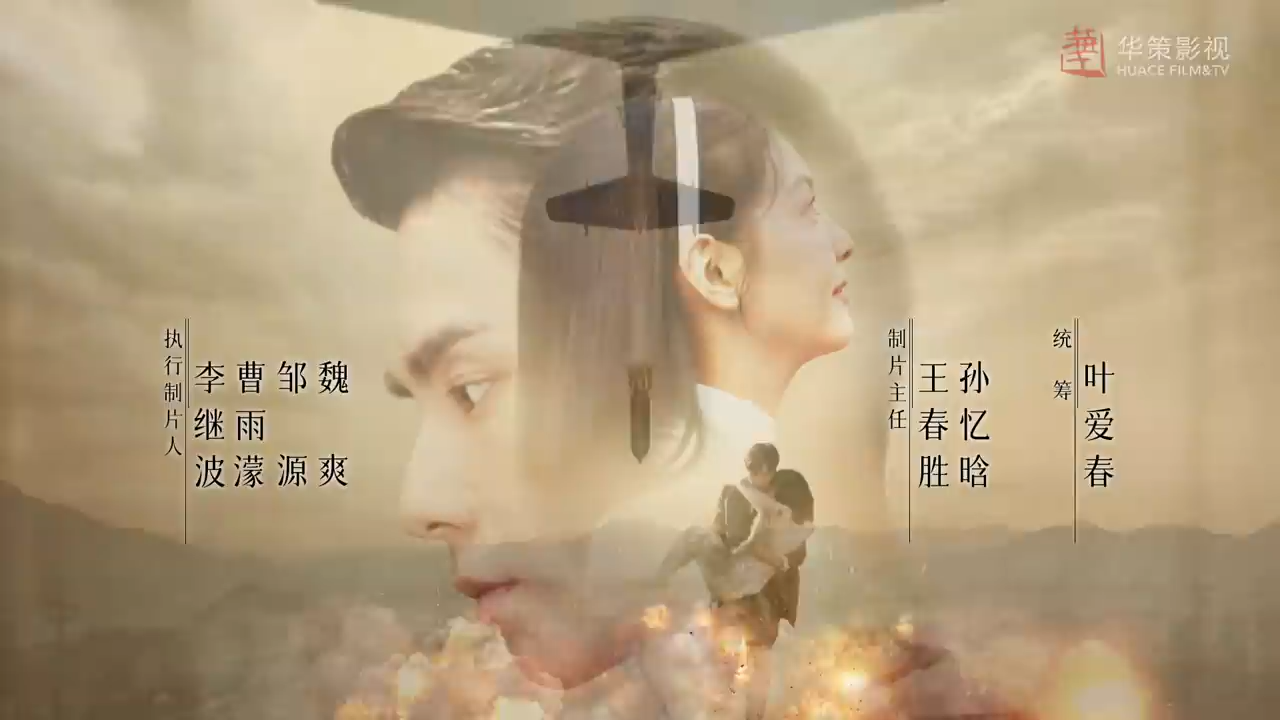 华策影视
HUACE FILM&TV
执行制片人
李继波
曹雨濛
邹源
魏爽
制片主任
王春胜
孙忆晗
统筹
叶爱春